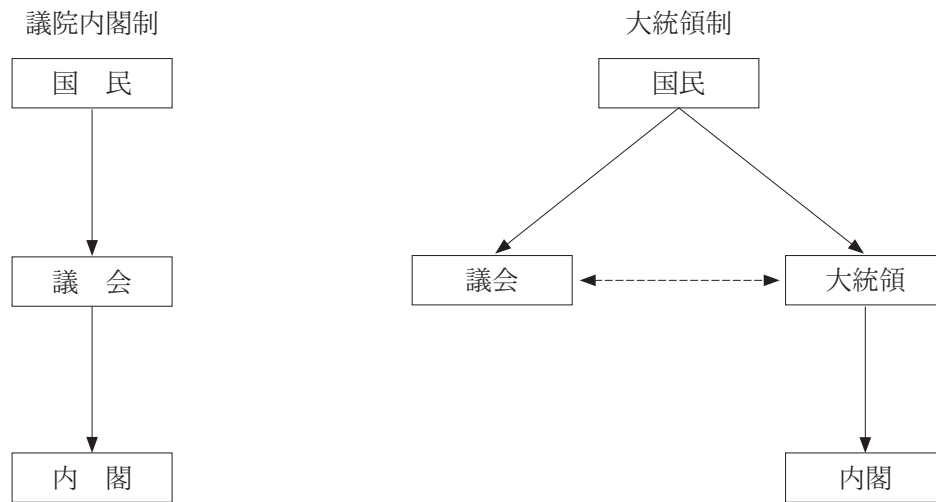 議院内閣制
国　民
議　会
内　閣
大統領制
国民
議会
大統領
内閣